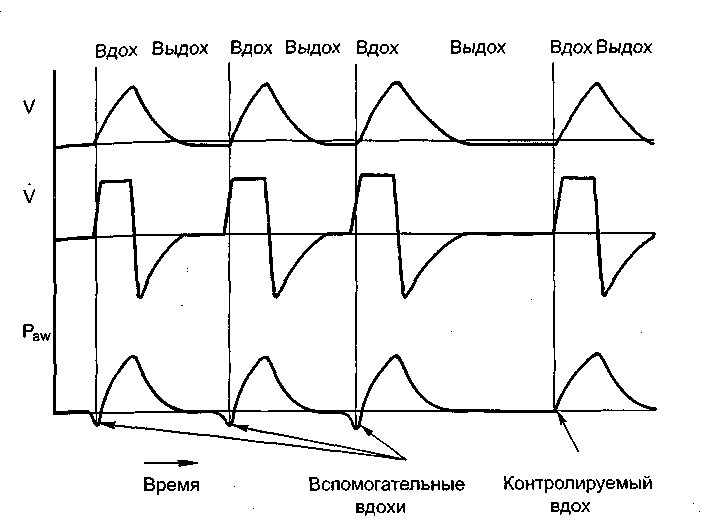 Вдох Выдох Вдох Выдох Вдох Выдох Вдох Выдох
V
V̇
Paw
Время
Вспомогательные
вдохи
Контролируемый
вдох